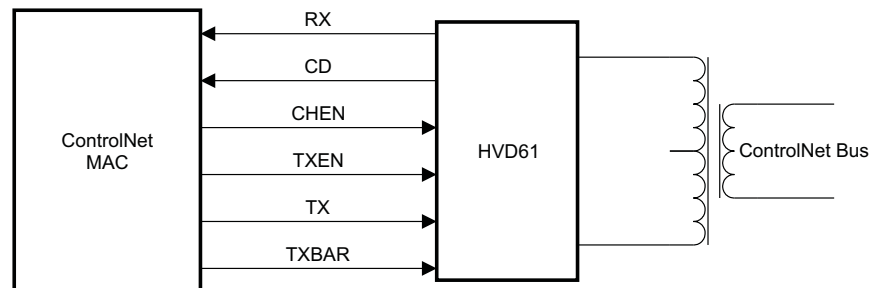 RX
CD
CHEN
TXEN
TX
TXBAR
ControlNet
MAC
HVD61
ControlNet Bus